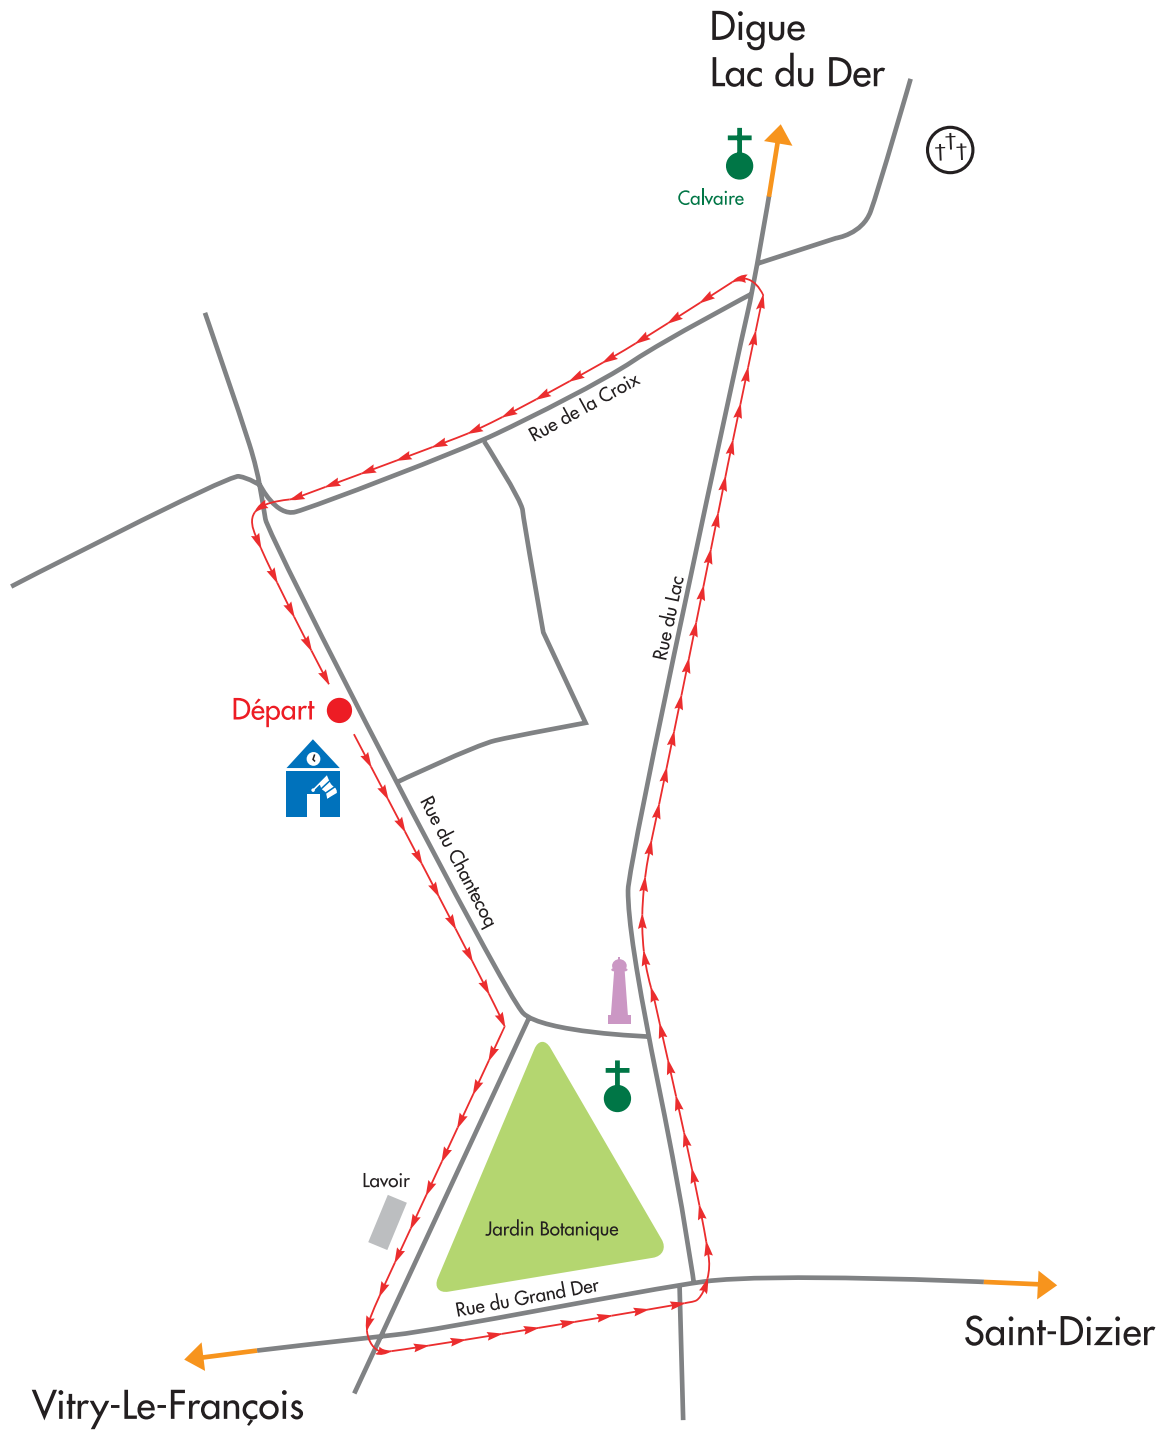 Digue
Lac du Der
Calvaire
Rue de la Croix
Rue du Lac
Départ
Rue du Chantecoq
Lavoir
Jardin Botanique
Rue du Grand Der
Saint-Dizier
Vitry-Le-François